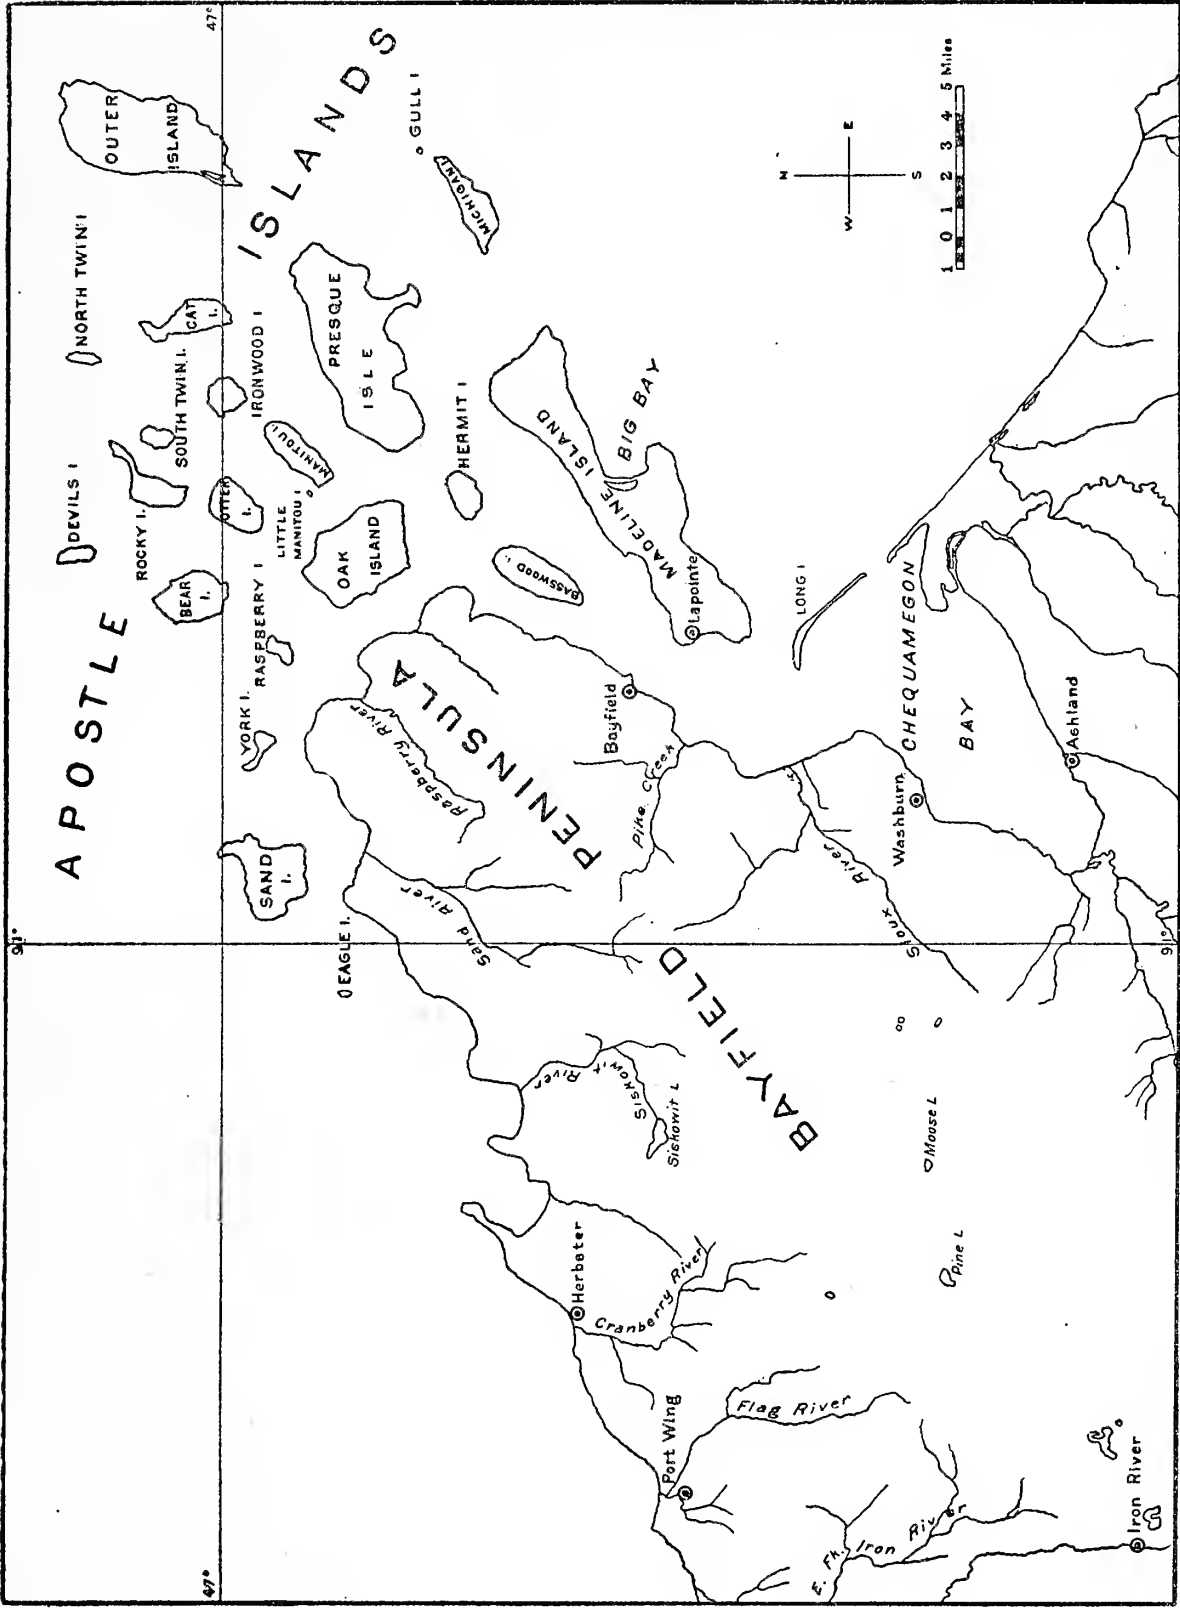 APOSTLE
ISLANDS
47°
47°
91°
91°
OUTER
ISLAND
NORTH TWIN I
DEVILS I
CAT
I.
SOUTH TWIN I.
ROCKY I.
BEAR
I.
IRONWOOD I
OTTER
I.
MANITOU I
LITTLE
MANITOU I
RASPBERRY I
YORK I.
SAND
I.
EAGLE I.
OAK
ISLAND
PRESQUE
ISLE
GULL I
MICHIGAN I
HERMIT I
BASSWOOD I.
MADELINE ISLAND
BIG BAY
Lapointe
LONG I
CHEQUAMEGON
BAY
BAYFIELD
PENINSULA
Raspberry River
Sand River
Bayfield
Pike Creek
Sioux River
Washburn
Ashland
Siskowit River
Siskowit L
Moose L
Pine L
Herbster
Cranberry River
Port Wing
Flag River
E. Fk. Iron River
Iron River
N
W E
S
1 0 1 2 3 4 5 Miles